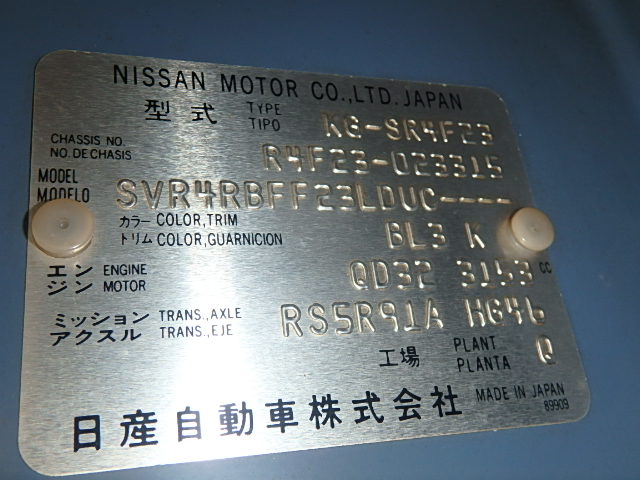 NISSAN MOTOR CO.,LTD. JAPAN
型式 TYPE TIPO KG-SR4F23
CHASSIS NO. NO. DE CHASIS R4F23-023315
MODEL MODELO SVR4RBFF23LDUC----
カラー COLOR,TRIM
トリム COLOR,GUARNICION BL3 K
エンジン ENGINE MOTOR QD32 3153 CC
ミッション TRANS.,AXLE
アクスル TRANS.,EJE RS5R91A HG46
工場 PLANT PLANTA Q
日産自動車株式会社 MADE IN JAPAN
89909